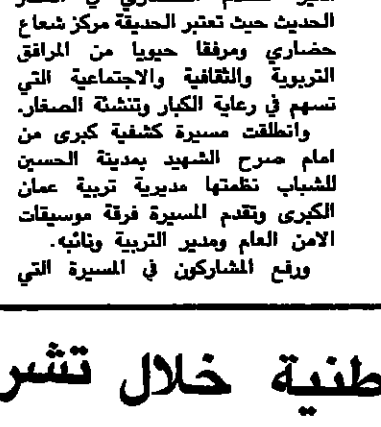 الحديث حيث تعتبر الحديقة مركز شعاع
حضاري ومرفقا حيويا من المرافق
التربوية والثقافية والاجتماعية التي
تسهم في رعاية الكبار وتنشئة الصغار.
وانطلقت مسيرة كشفية كبرى من
امام صرح الشهيد بمدينة الحسين
للشباب نظمتها مديرية تربية عمان
الكبرى وتقدم المسيرة فرقة موسيقات
الامن العام ومدير التربية ونائبه.
ورفع المشاركون في المسيرة التي
طنية خلال تشر